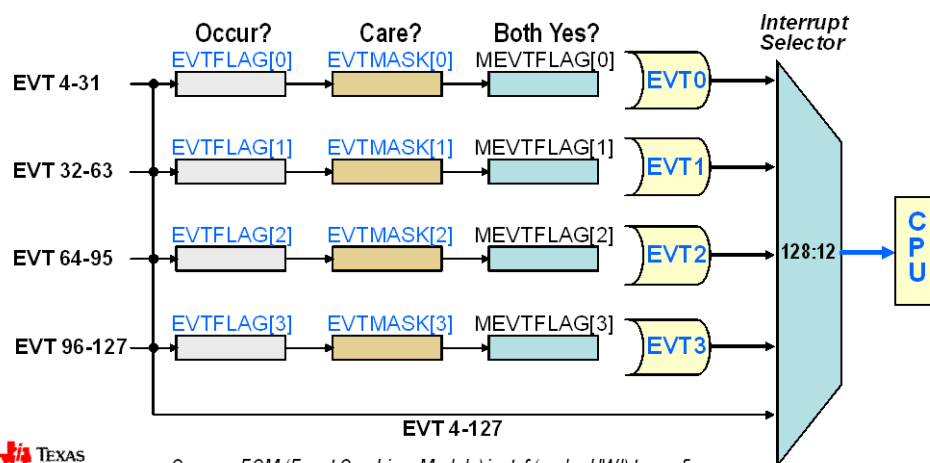 Occur? Care? Both Yes? Interrupt Selector
EVT 4-31 EVTFLAG[0] EVTMASK[0] MEVTFLAG[0] EVT0
EVT 32-63 EVTFLAG[1] EVTMASK[1] MEVTFLAG[1] EVT1
EVT 64-95 EVTFLAG[2] EVTMASK[2] MEVTFLAG[2] EVT2
128:12
CPU
EVT 96-127 EVTFLAG[3] EVTMASK[3] MEVTFLAG[3] EVT3
EVT 4-127
TEXAS